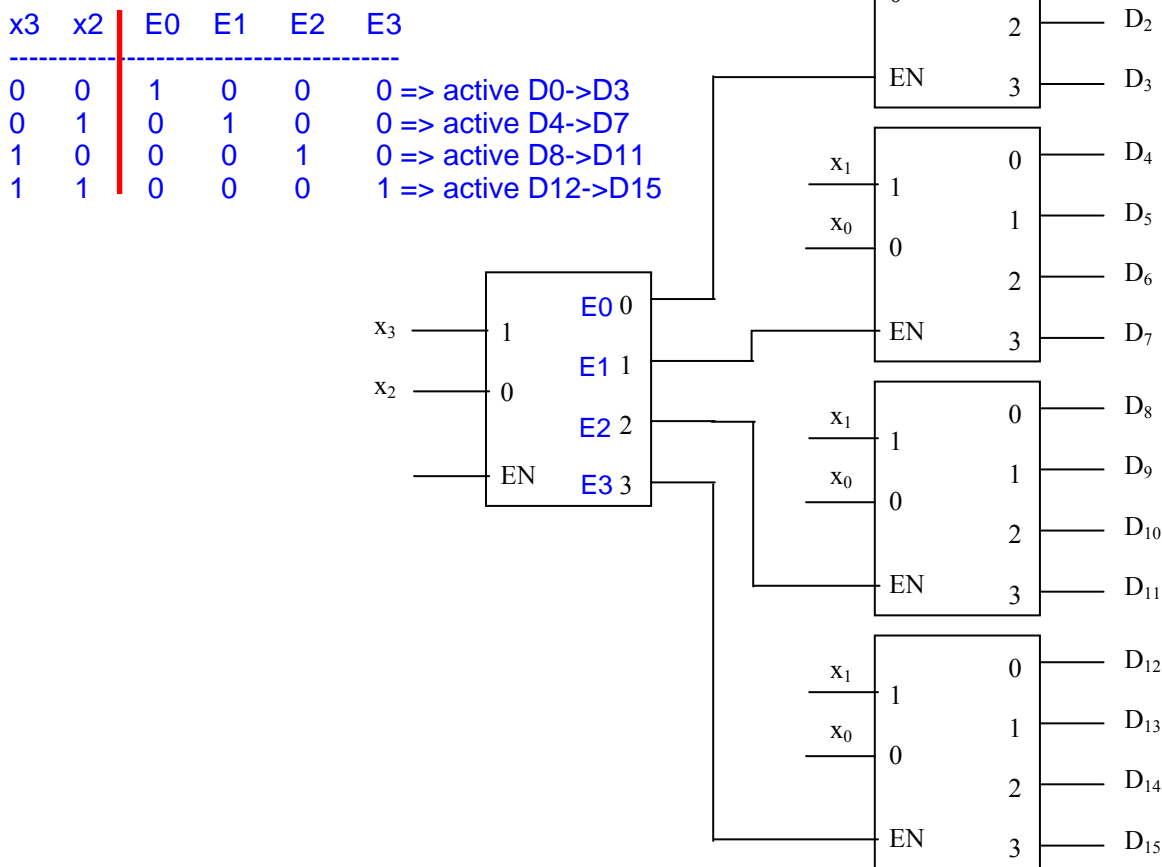 x3 x2 E0 E1 E2 E3
0 0 1 0 0 0 => active D0->D3
0 1 0 1 0 0 => active D4->D7
1 0 0 0 1 0 => active D8->D11
1 1 0 0 0 1 => active D12->D15
2 D₂
EN 3 D₃
x₁ 1 0 D₄
x₀ 0 1 D₅
2 D₆
EN 3 D₇
x₃ 1 E0 0
x₂ 0 E1 1
E2 2
EN E3 3
x₁ 1 0 D₈
x₀ 0 1 D₉
2 D₁₀
EN 3 D₁₁
x₁ 1 0 D₁₂
x₀ 0 1 D₁₃
2 D₁₄
EN 3 D₁₅